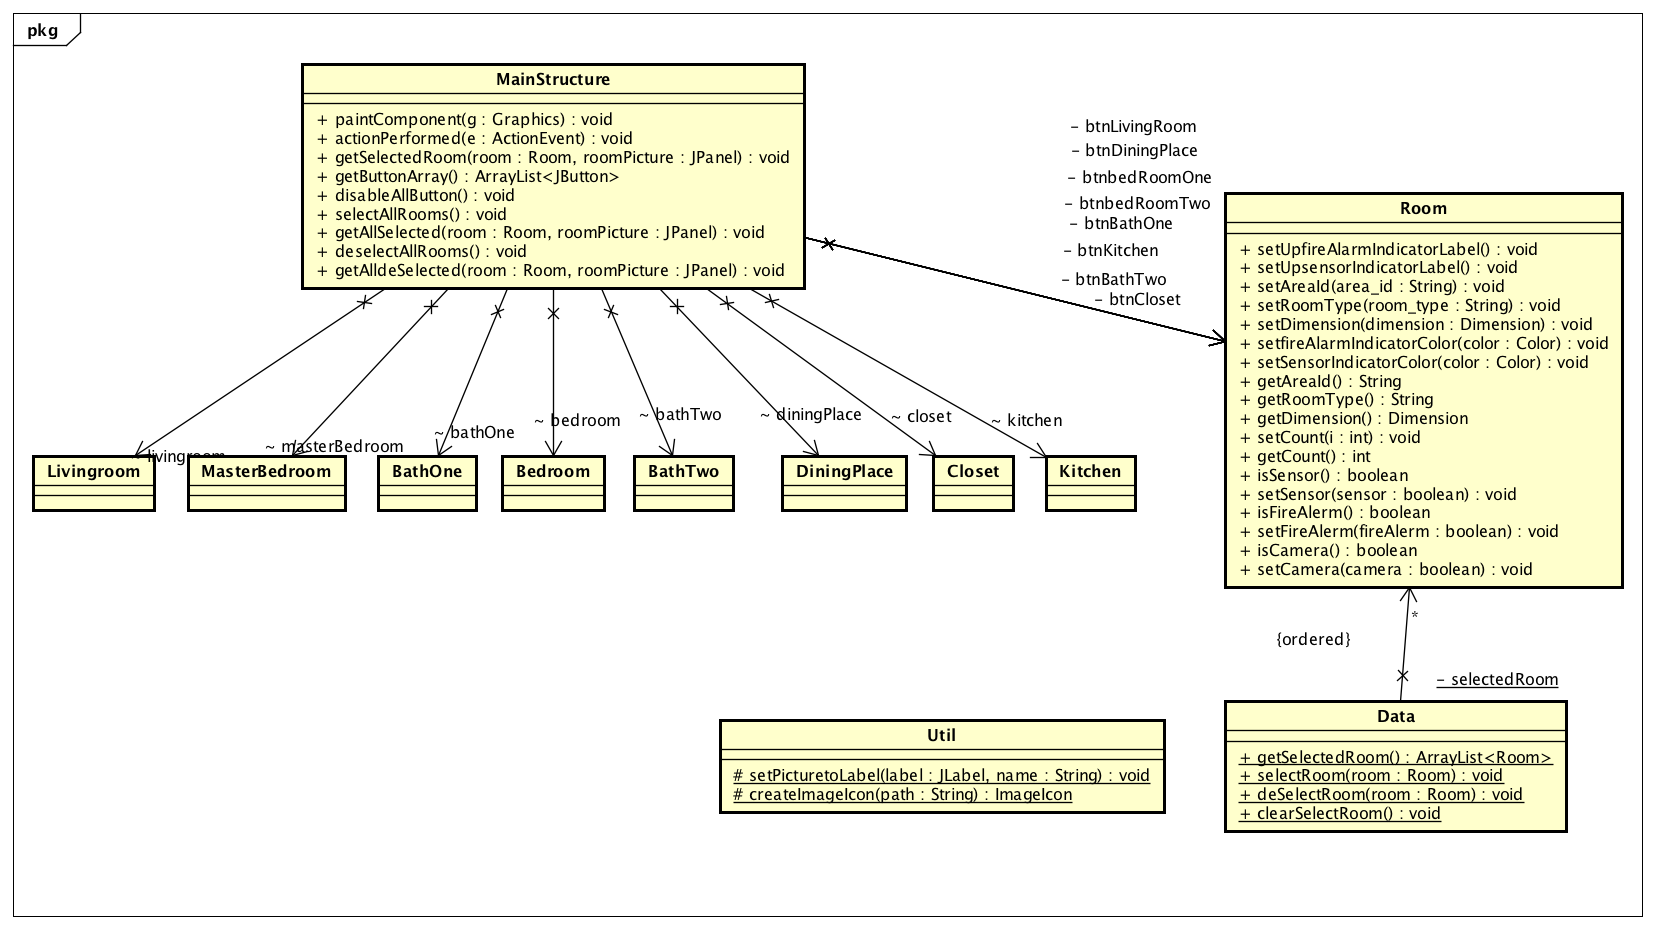 pkg
MainStructure
+ paintComponent(g : Graphics) : void
+ actionPerformed(e : ActionEvent) : void
+ getSelectedRoom(room : Room, roomPicture : JPanel) : void
+ getButtonArray() : ArrayList<JButton>
+ disableAllButton() : void
+ selectAllRooms() : void
+ getAllSelected(room : Room, roomPicture : JPanel) : void
+ deselectAllRooms() : void
+ getAlldeSelected(room : Room, roomPicture : JPanel) : void
- btnLivingRoom
- btnDiningPlace
- btnbedRoomOne
- btnbedRoomTwo
- btnBathOne
- btnKitchen
- btnBathTwo
- btnCloset
Room
+ setUpfireAlarmIndicatorLabel() : void
+ setUpsensorIndicatorLabel() : void
+ setAreaId(area_id : String) : void
+ setRoomType(room_type : String) : void
+ setDimension(dimension : Dimension) : void
+ setfireAlarmIndicatorColor(color : Color) : void
+ setSensorIndicatorColor(color : Color) : void
+ getAreaId() : String
+ getRoomType() : String
+ getDimension() : Dimension
+ setCount(i : int) : void
+ getCount() : int
+ isSensor() : boolean
+ setSensor(sensor : boolean) : void
+ isFireAlerm() : boolean
+ setFireAlerm(fireAlerm : boolean) : void
+ isCamera() : boolean
+ setCamera(camera : boolean) : void
~ livingroom
~ masterBedroom
~ bathOne
~ bedroom
~ bathTwo
~ diningPlace
~ closet
~ kitchen
Livingroom
MasterBedroom
BathOne
Bedroom
BathTwo
DiningPlace
Closet
Kitchen
*
{ordered}
- selectedRoom
Util
# setPicturetoLabel(label : JLabel, name : String) : void
# createImageIcon(path : String) : ImageIcon
Data
+ getSelectedRoom() : ArrayList<Room>
+ selectRoom(room : Room) : void
+ deSelectRoom(room : Room) : void
+ clearSelectRoom() : void